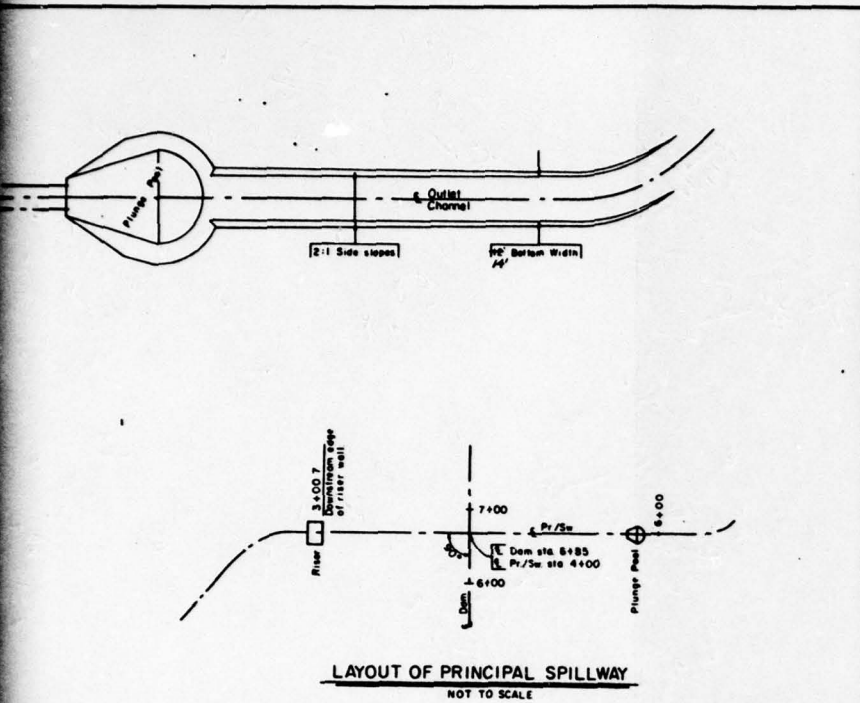 Plunge Pool
℄ Outlet
Channel
2:1 Side slopes
Bottom Width
14'
3+00.7
Downstream edge
of riser wall
Riser
7+00
℄ Pr./Sw.
6+00
℄ Dam sta. 6+85
℄ Pr./Sw. sta 4+00
6+00
℄ Dam
Plunge Pool
LAYOUT OF PRINCIPAL SPILLWAY
NOT TO SCALE